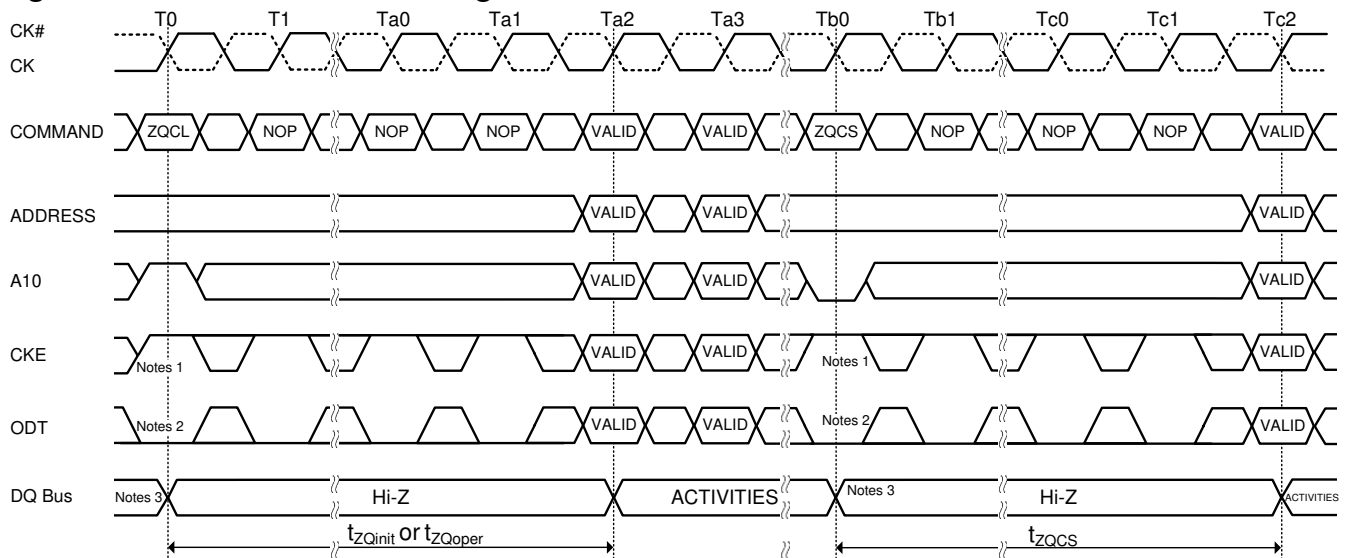 T0 T1 Ta0 Ta1 Ta2 Ta3 Tb0 Tb1 Tc0 Tc1 Tc2
CK#
CK
COMMAND ZQCL NOP NOP NOP VALID VALID ZQCS NOP NOP NOP VALID
ADDRESS VALID VALID VALID
A10 VALID VALID VALID
CKE Notes 1 VALID VALID Notes 1 VALID
ODT Notes 2 VALID VALID Notes 2 VALID
DQ Bus Notes 3 Hi-Z ACTIVITIES Notes 3 Hi-Z ACTIVITIES
tZQinit or tZQoper tZQCS